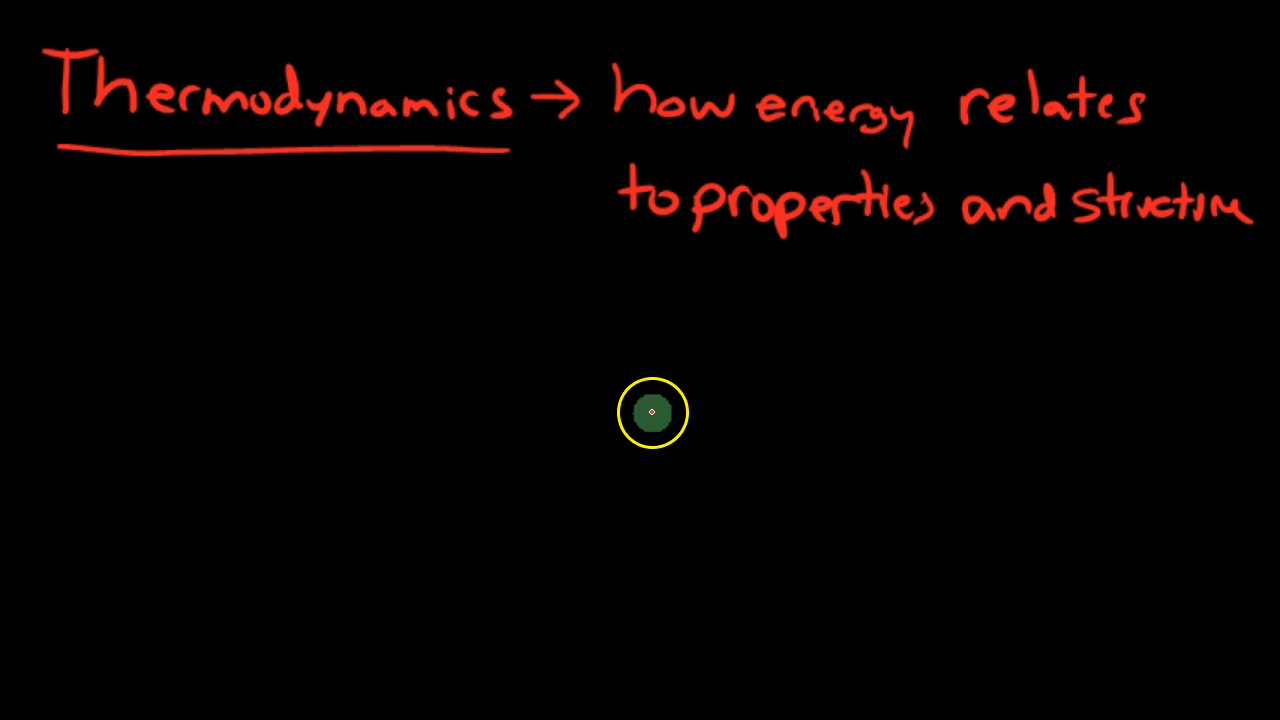 Thermodynamics → how energy relates
to properties and structure